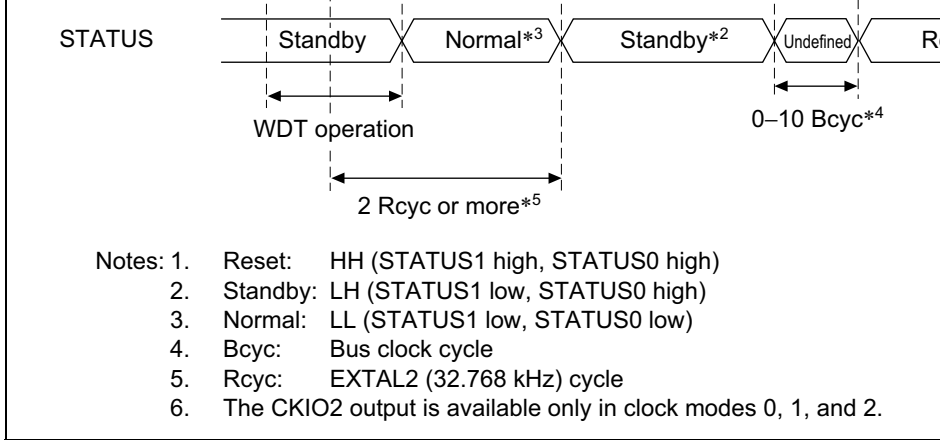 STATUS Standby Normal*3 Standby*2 Undefined
0–10 Bcyc*4
WDT operation
2 Rcyc or more*5
Notes: 1. Reset: HH (STATUS1 high, STATUS0 high)
2. Standby: LH (STATUS1 low, STATUS0 high)
3. Normal: LL (STATUS1 low, STATUS0 low)
4. Bcyc: Bus clock cycle
5. Rcyc: EXTAL2 (32.768 kHz) cycle
6. The CKIO2 output is available only in clock modes 0, 1, and 2.